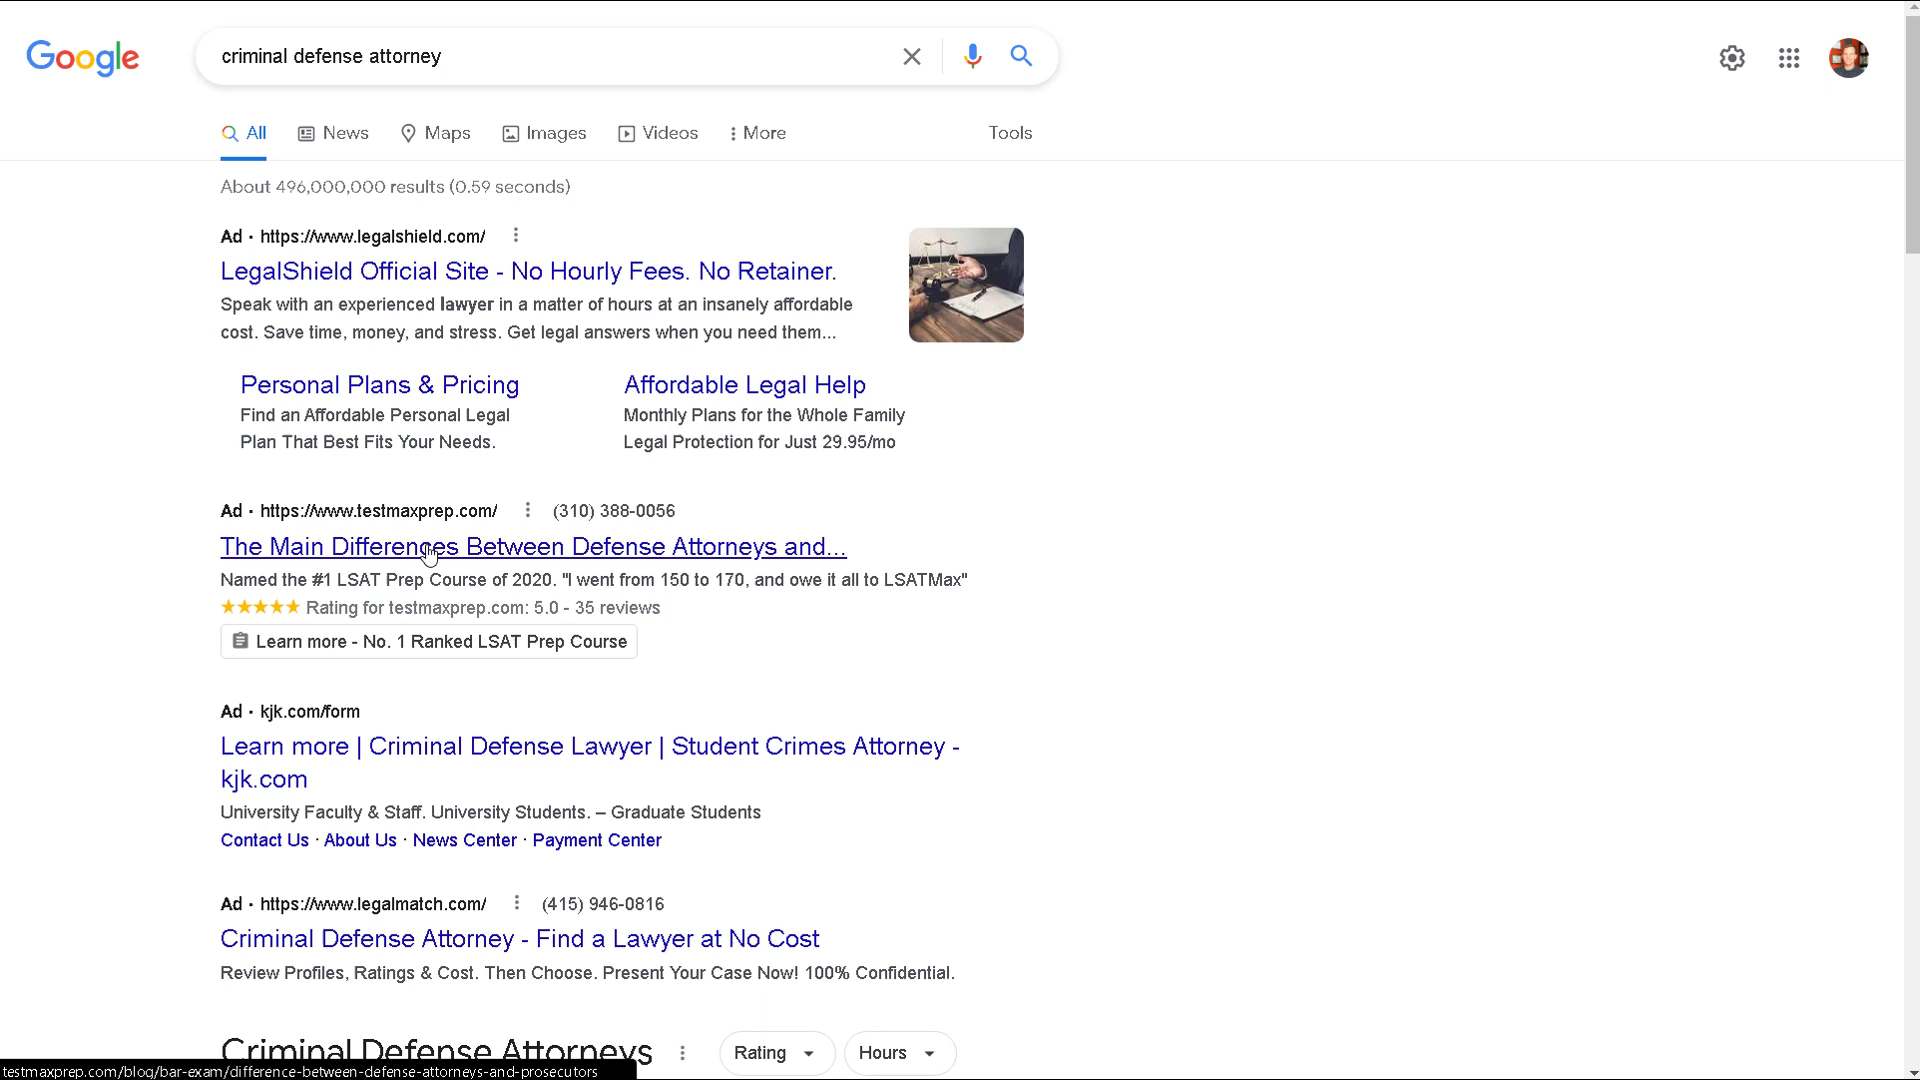 Google
criminal defense attorney
All
News
Maps
Images
Videos
More
Tools
About 496,000,000 results (0.59 seconds)
Ad · https://www.legalshield.com/
LegalShield Official Site - No Hourly Fees. No Retainer.
Speak with an experienced lawyer in a matter of hours at an insanely affordable
cost. Save time, money, and stress. Get legal answers when you need them...
Personal Plans & Pricing
Find an Affordable Personal Legal
Plan That Best Fits Your Needs.
Affordable Legal Help
Monthly Plans for the Whole Family
Legal Protection for Just 29.95/mo
Ad · https://www.testmaxprep.com/ (310) 388-0056
The Main Differences Between Defense Attorneys and...
Named the #1 LSAT Prep Course of 2020. "I went from 150 to 170, and owe it all to LSATMax"
★★★★★ Rating for testmaxprep.com: 5.0 - 35 reviews
Learn more - No. 1 Ranked LSAT Prep Course
Ad · kjk.com/form
Learn more | Criminal Defense Lawyer | Student Crimes Attorney -
kjk.com
University Faculty & Staff. University Students. – Graduate Students
Contact Us · About Us · News Center · Payment Center
Ad · https://www.legalmatch.com/ (415) 946-0816
Criminal Defense Attorney - Find a Lawyer at No Cost
Review Profiles, Ratings & Cost. Then Choose. Present Your Case Now! 100% Confidential.
Criminal Defense Attorneys
Rating
Hours
testmaxprep.com/blog/bar-exam/difference-between-defense-attorneys-and-prosecutors